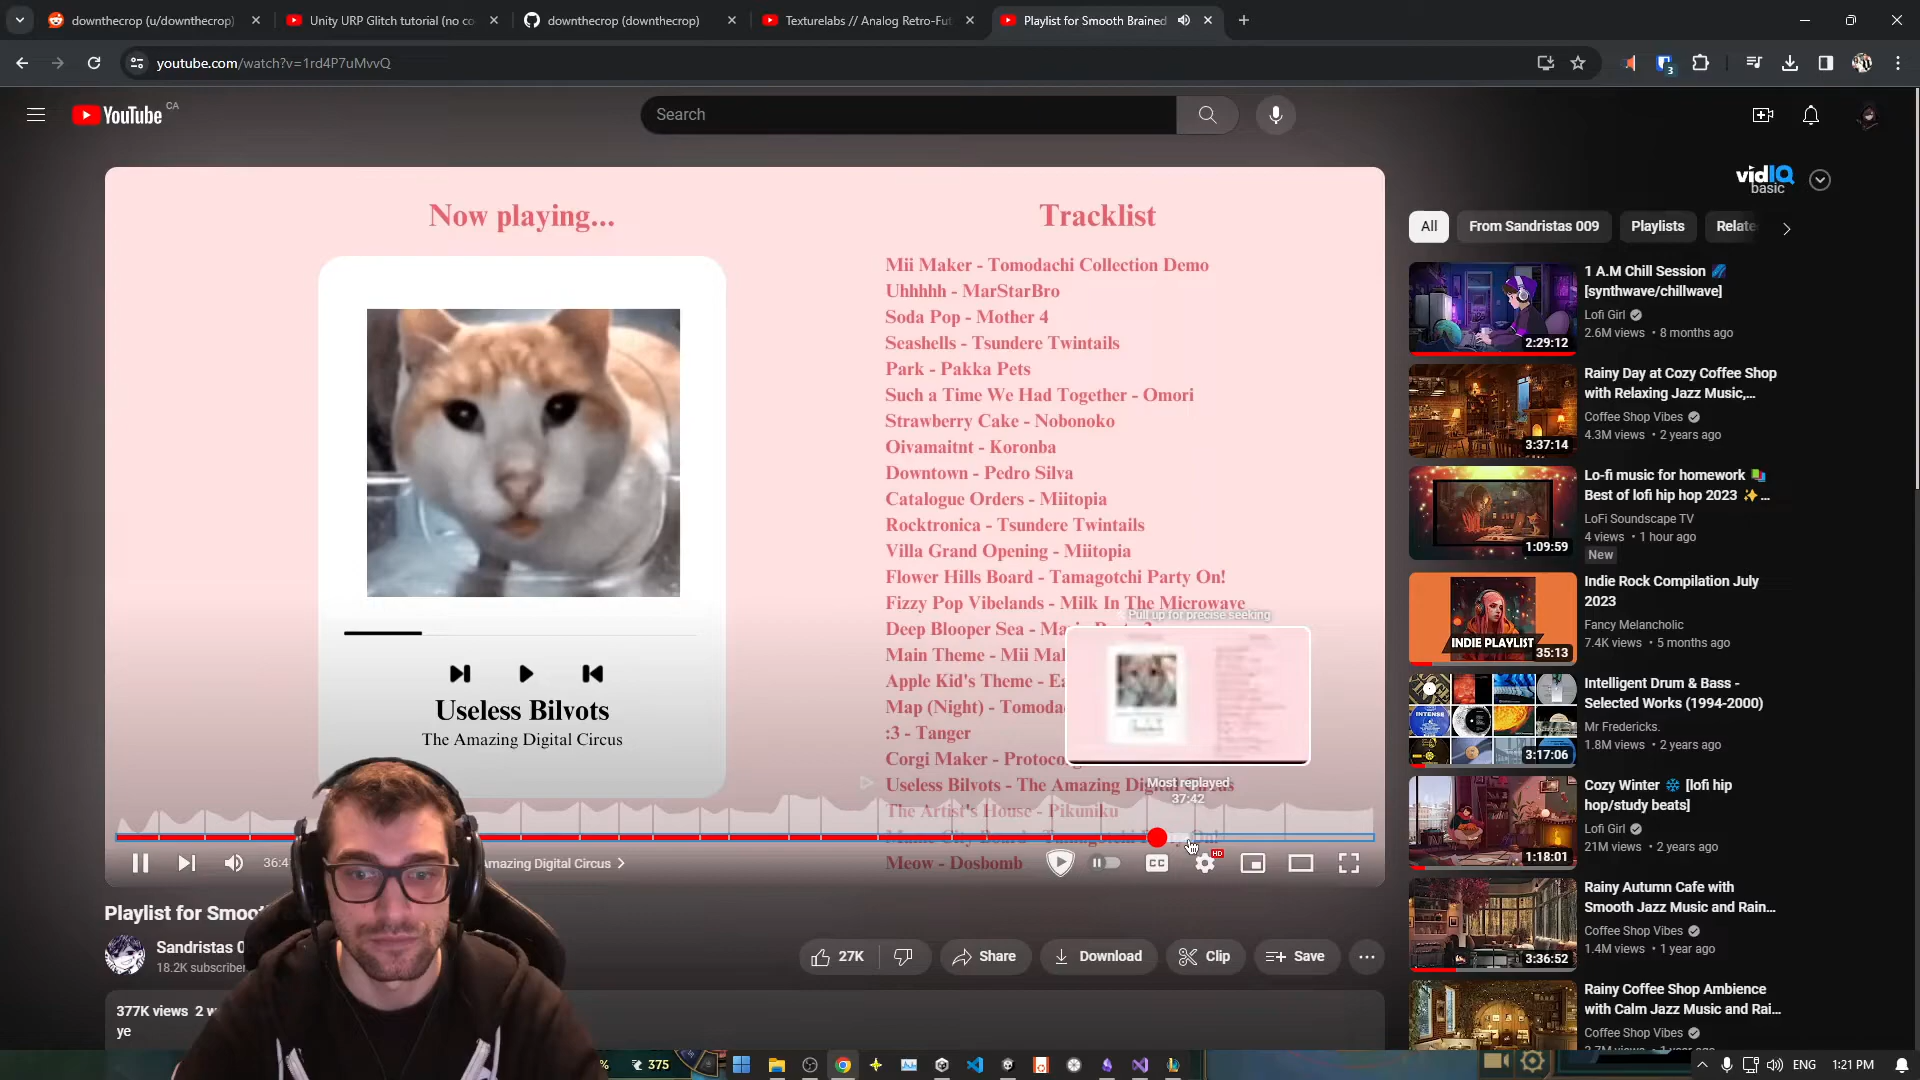 downthecrop (u/downthecrop)
Unity URP Glitch tutorial (no co
downthecrop (downthecrop)
Texturelabs // Analog Retro-Fut
Playlist for Smooth Brained
youtube.com/watch?v=1rd4P7uMvvQ
3
YouTube CA
Search
vidIQ
basic
Now playing...
Tracklist
Mii Maker - Tomodachi Collection Demo
Uhhhhh - MarStarBro
Soda Pop - Mother 4
Seashells - Tsundere Twintails
Park - Pakka Pets
Such a Time We Had Together - Omori
Strawberry Cake - Nobonoko
Oivamaitnt - Koronba
Downtown - Pedro Silva
Catalogue Orders - Miitopia
Rocktronica - Tsundere Twintails
Villa Grand Opening - Miitopia
Flower Hills Board - Tamagotchi Party On!
Fizzy Pop Vibelands - Milk In The Microwave
Pull up for precise seeking
Deep Blooper Sea -
Main Theme - Mii
Apple Kid's Theme -
Map (Night) -
:3 - Tanger
Corgi Maker -
Useless Bilvots - The Amazing
The Artist's House - Pikuniku
Meow - Dosbomb
Most replayed
37:42
Useless Bilvots
The Amazing Digital Circus
36:4
Amazing Digital Circus
CC
HD
Playlist for Smoo
Sandristas 0
18.2K subscriber
27K
Share
Download
Clip
Save
377K views 2 w
ye
All
From Sandristas 009
Playlists
Relate
1 A.M Chill Session
[synthwave/chillwave]
Lofi Girl
2.6M views • 8 months ago
2:29:12
Rainy Day at Cozy Coffee Shop
with Relaxing Jazz Music,...
Coffee Shop Vibes
4.3M views • 2 years ago
3:37:14
Lo-fi music for homework
Best of lofi hip hop 2023 ...
LoFi Soundscape TV
4 views • 1 hour ago
New
1:09:59
Indie Rock Compilation July
2023
Fancy Melancholic
7.4K views • 5 months ago
INDIE PLAYLIST
35:13
Intelligent Drum & Bass -
Selected Works (1994-2000)
Mr Fredericks.
1.8M views • 2 years ago
INTENSE
3:17:06
Cozy Winter [lofi hip
hop/study beats]
Lofi Girl
21M views • 2 years ago
1:18:01
Rainy Autumn Cafe with
Smooth Jazz Music and Rain...
Coffee Shop Vibes
1.4M views • 1 year ago
3:36:52
Rainy Coffee Shop Ambience
with Calm Jazz Music and Rai...
Coffee Shop Vibes
% 375
ENG
1:21 PM